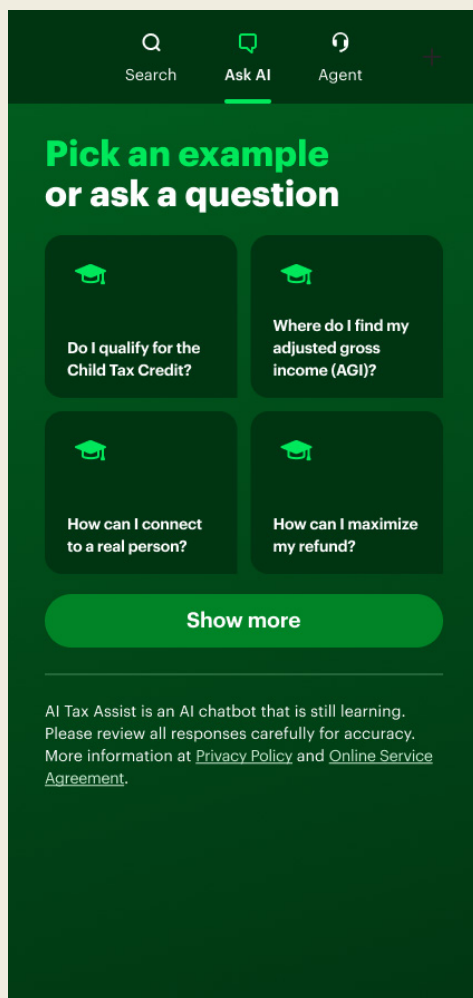 Search
Ask AI
Agent
Pick an example
or ask a question
Do I qualify for the
Child Tax Credit?
Where do I find my
adjusted gross
income (AGI)?
How can I connect
to a real person?
How can I maximize
my refund?
Show more
AI Tax Assist is an AI chatbot that is still learning.
Please review all responses carefully for accuracy.
More information at Privacy Policy and Online Service
Agreement.